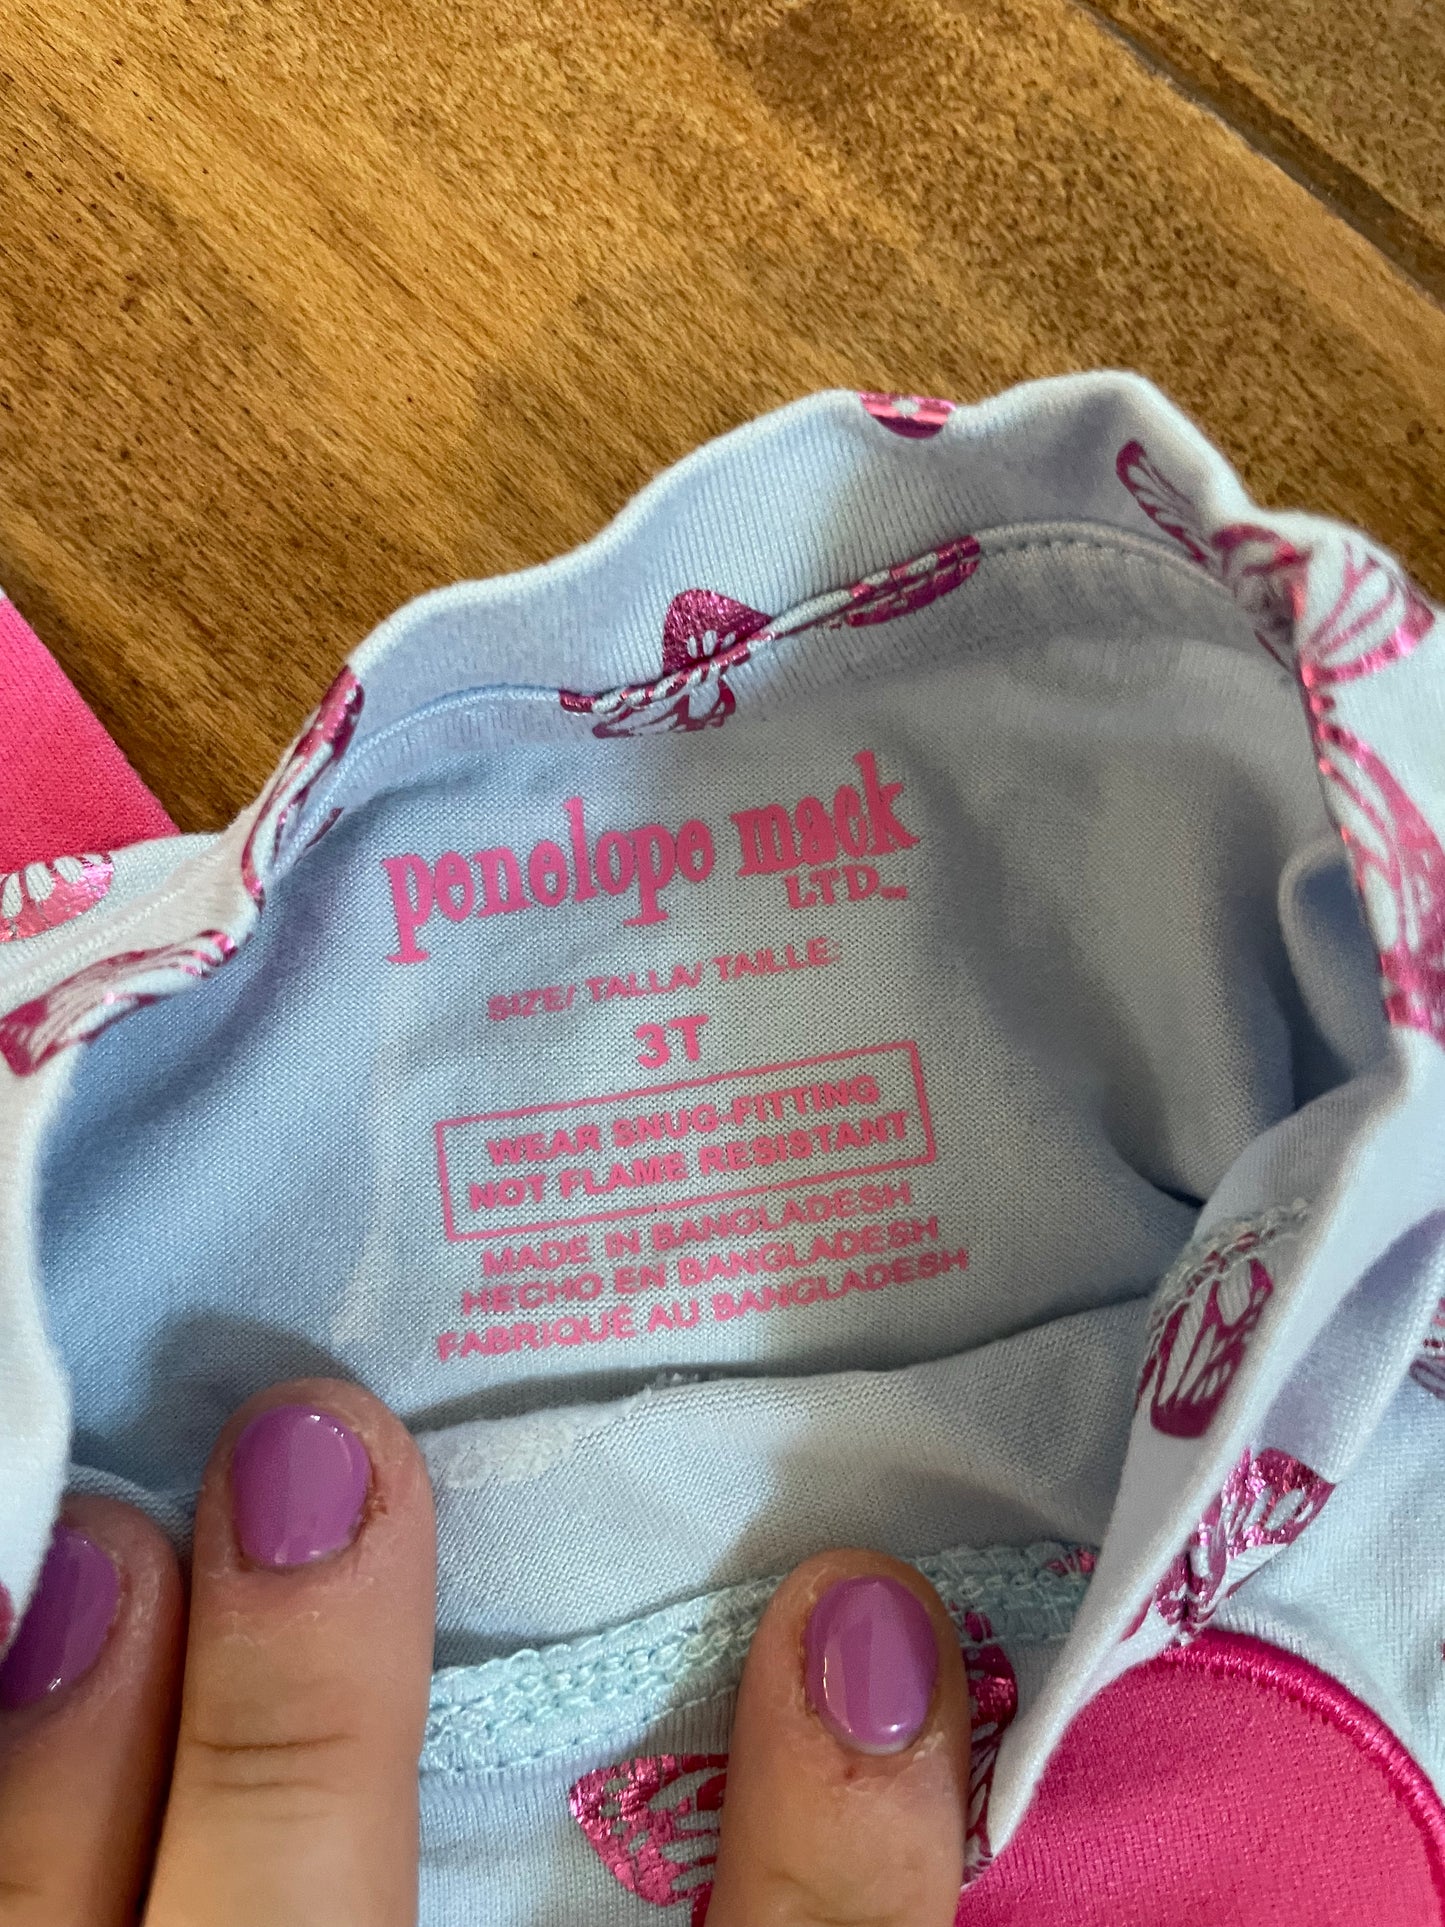 penelope mack
LTD™
SIZE/ TALLA/ TAILLE:
3T
WEAR SNUG-FITTING
NOT FLAME RESISTANT
MADE IN BANGLADESH
HECHO EN BANGLADESH
FABRIQUÉ AU BANGLADESH